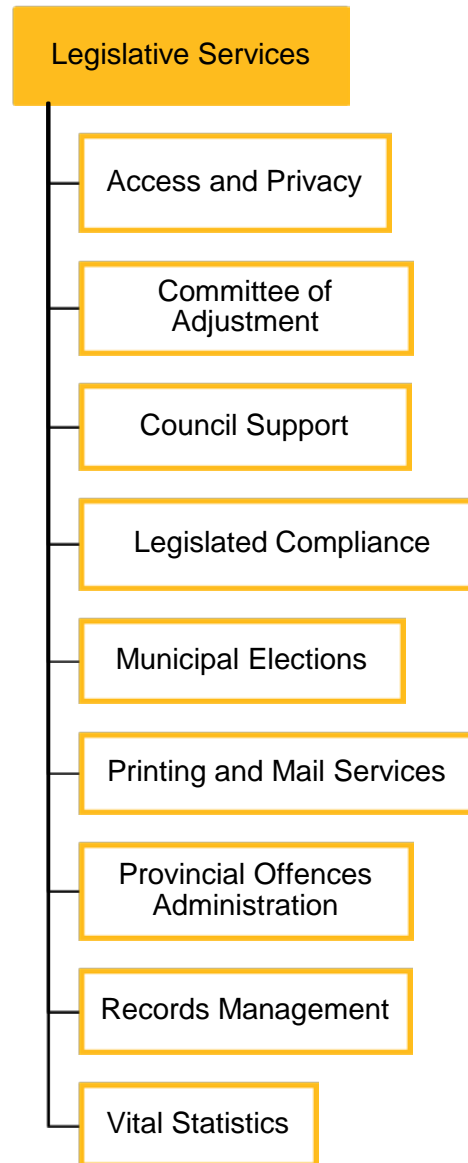 Legislative Services
Access and Privacy
Committee of
Adjustment
Council Support
Legislated Compliance
Municipal Elections
Printing and Mail Services
Provincial Offences
Administration
Records Management
Vital Statistics